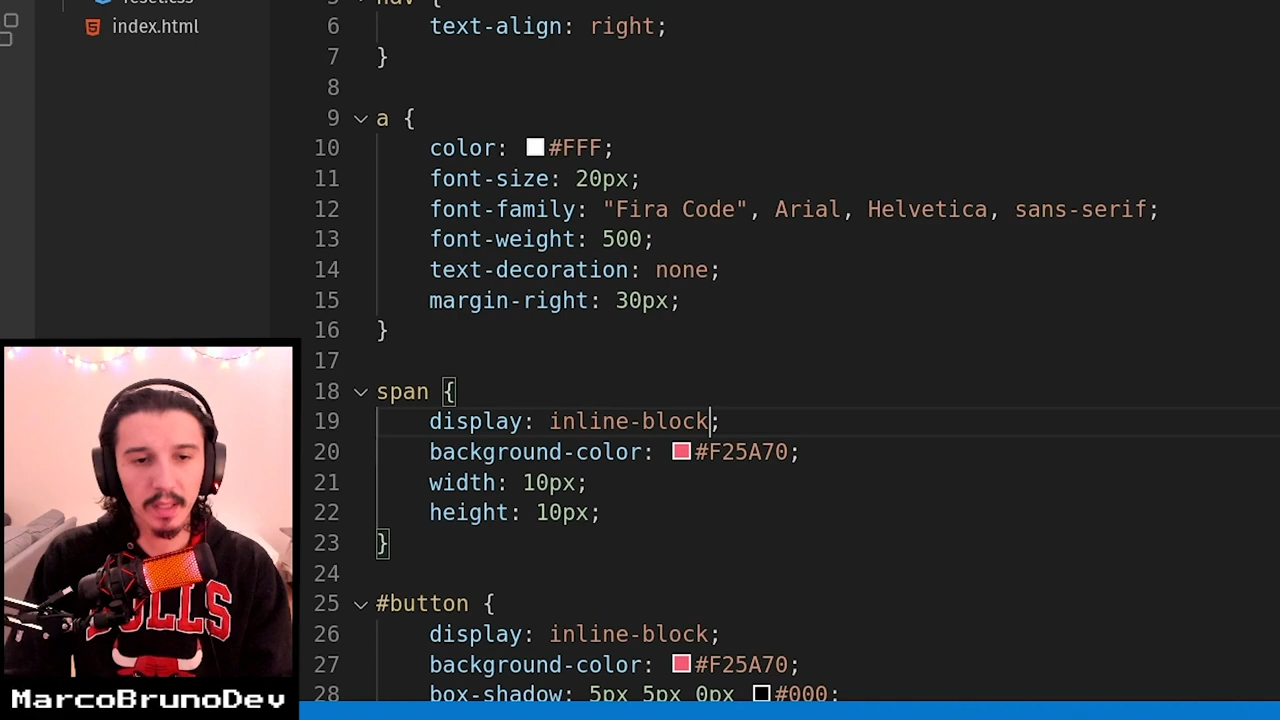 reset.css
index.html
5 nav {
6 text-align: right;
7 }
8
9 a {
10 color: #FFF;
11 font-size: 20px;
12 font-family: "Fira Code", Arial, Helvetica, sans-serif;
13 font-weight: 500;
14 text-decoration: none;
15 margin-right: 30px;
16 }
17
18 span {
19 display: inline-block;
20 background-color: #F25A70;
21 width: 10px;
22 height: 10px;
23 }
24
25 #button {
26 display: inline-block;
27 background-color: #F25A70;
28 box-shadow: 5px 5px 0px #000;
BULLS
MarcoBrunoDev